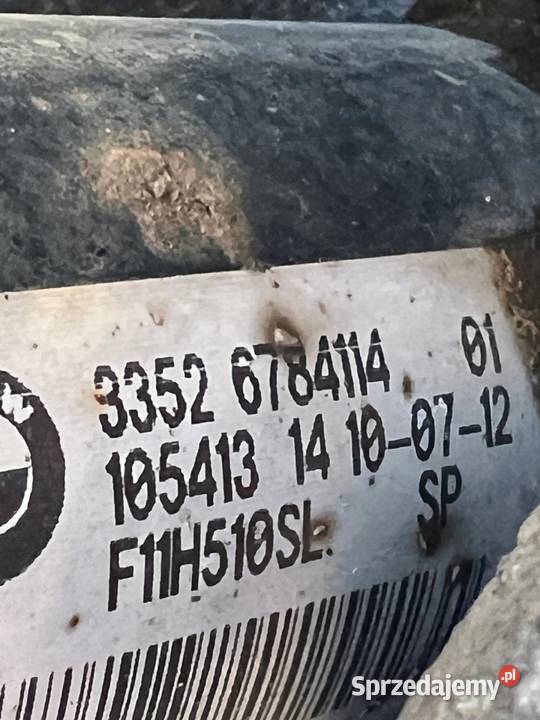 3352 6784114 01
105413 14 10-07-12
F11H510SL. SP
Sprzedajemy.pl